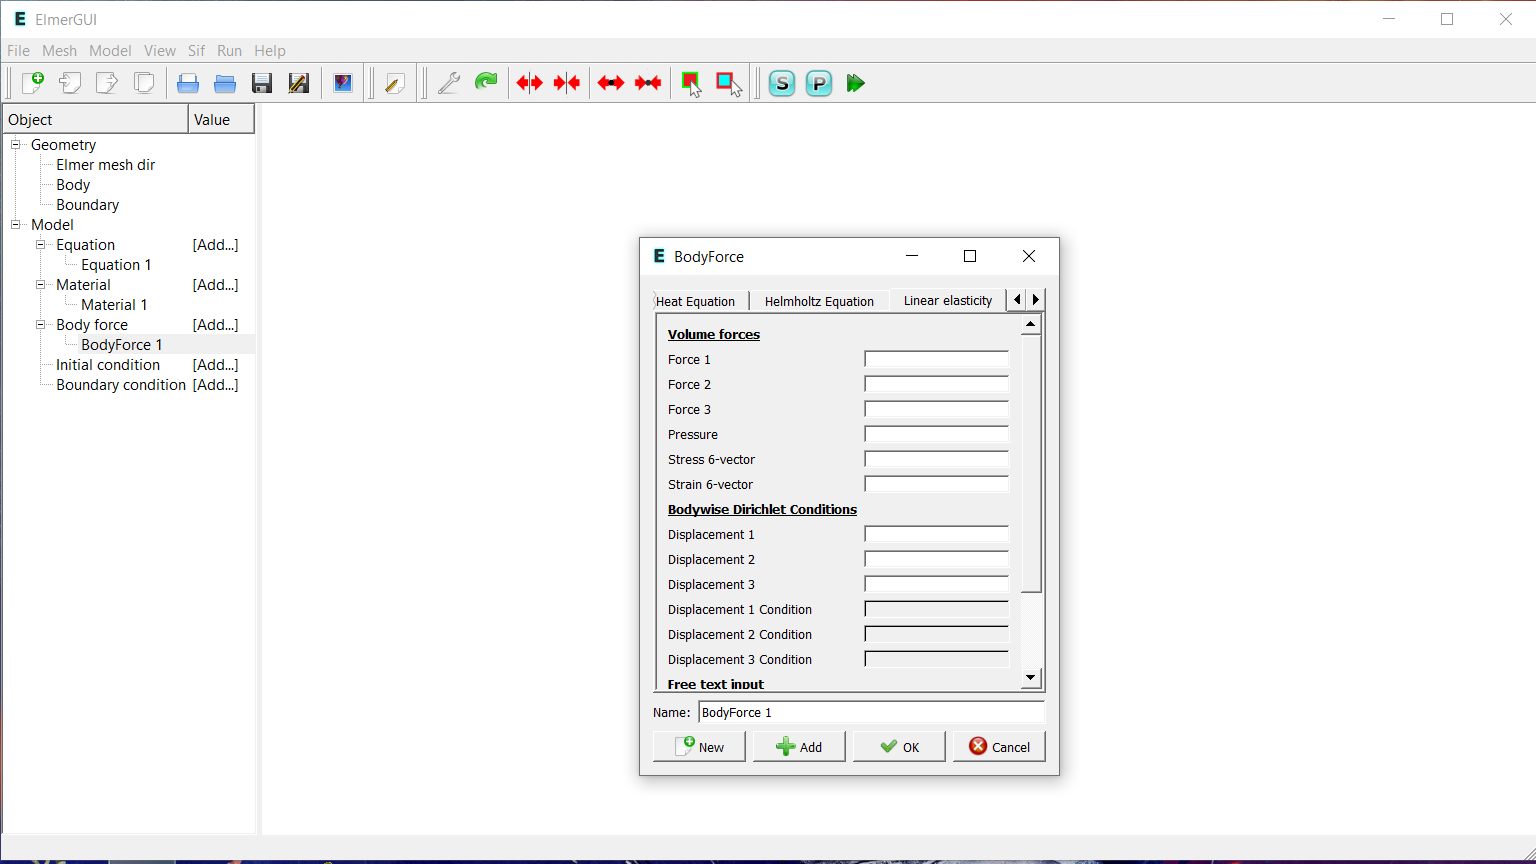 E ElmerGUI
File Mesh Model View Sif Run Help
S P
Object Value
Geometry
Elmer mesh dir
Body
Boundary
Model
Equation [Add...]
Equation 1
Material [Add...]
Material 1
Body force [Add...]
BodyForce 1
Initial condition [Add...]
Boundary condition [Add...]
E BodyForce
Heat Equation Helmholtz Equation Linear elasticity
Volume forces
Force 1
Force 2
Force 3
Pressure
Stress 6-vector
Strain 6-vector
Bodywise Dirichlet Conditions
Displacement 1
Displacement 2
Displacement 3
Displacement 1 Condition
Displacement 2 Condition
Displacement 3 Condition
Free text input
Name: BodyForce 1
New Add OK Cancel